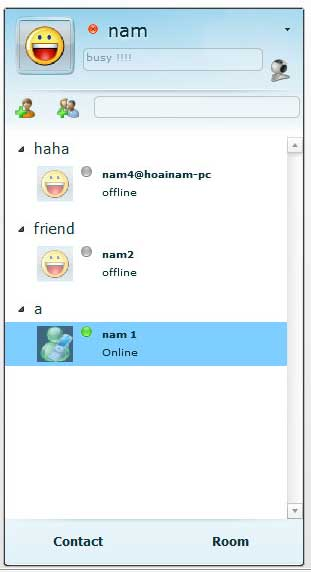 nam
busy !!!!
haha
nam4@hoainam-pc
offline
friend
nam2
offline
a
nam 1
Online
Contact Room